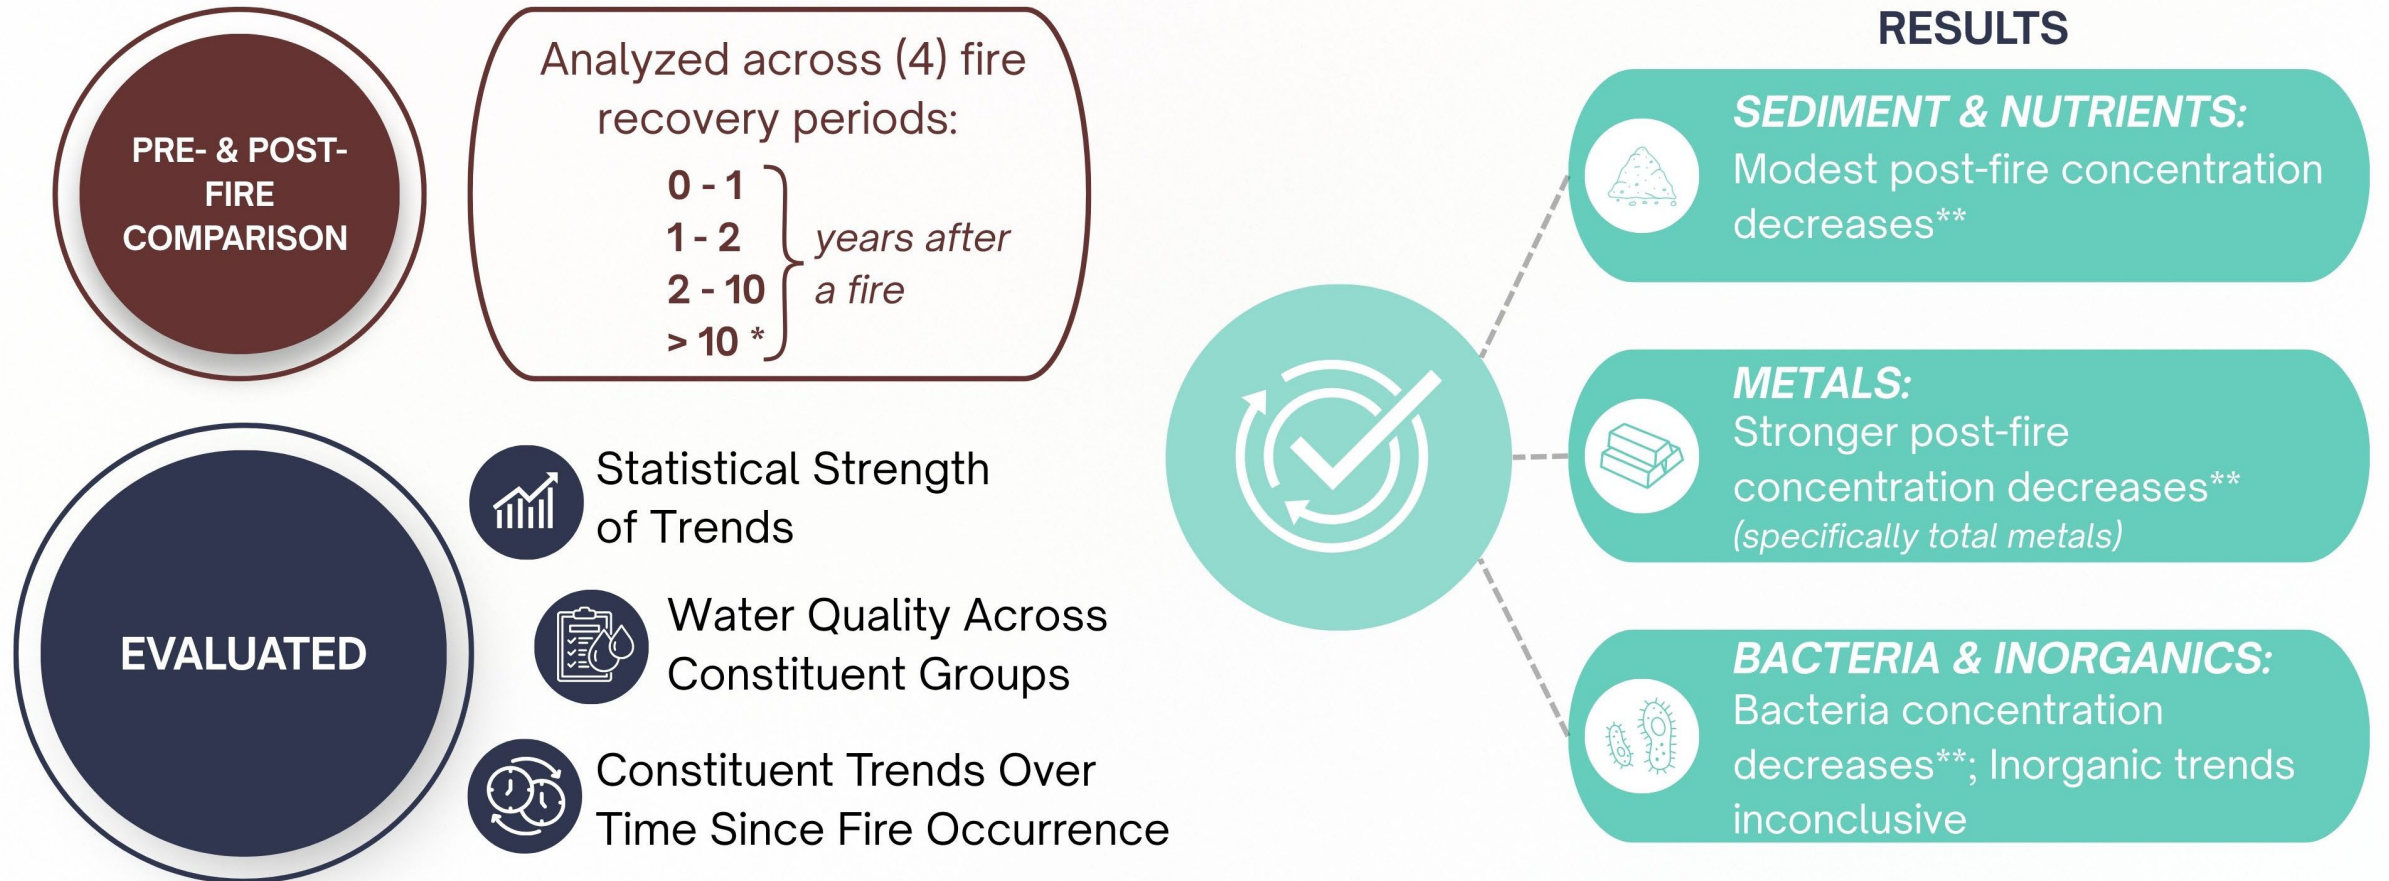 PRE- & POST-
FIRE
COMPARISON
Analyzed across (4) fire
recovery periods:
0 - 1
1 - 2
2 - 10
> 10 *
years after
a fire
EVALUATED
Statistical Strength
of Trends
Water Quality Across
Constituent Groups
Constituent Trends Over
Time Since Fire Occurrence
RESULTS
SEDIMENT & NUTRIENTS:
Modest post-fire concentration
decreases**
METALS:
Stronger post-fire
concentration decreases**
(specifically total metals)
BACTERIA & INORGANICS:
Bacteria concentration
decreases**; Inorganic trends
inconclusive